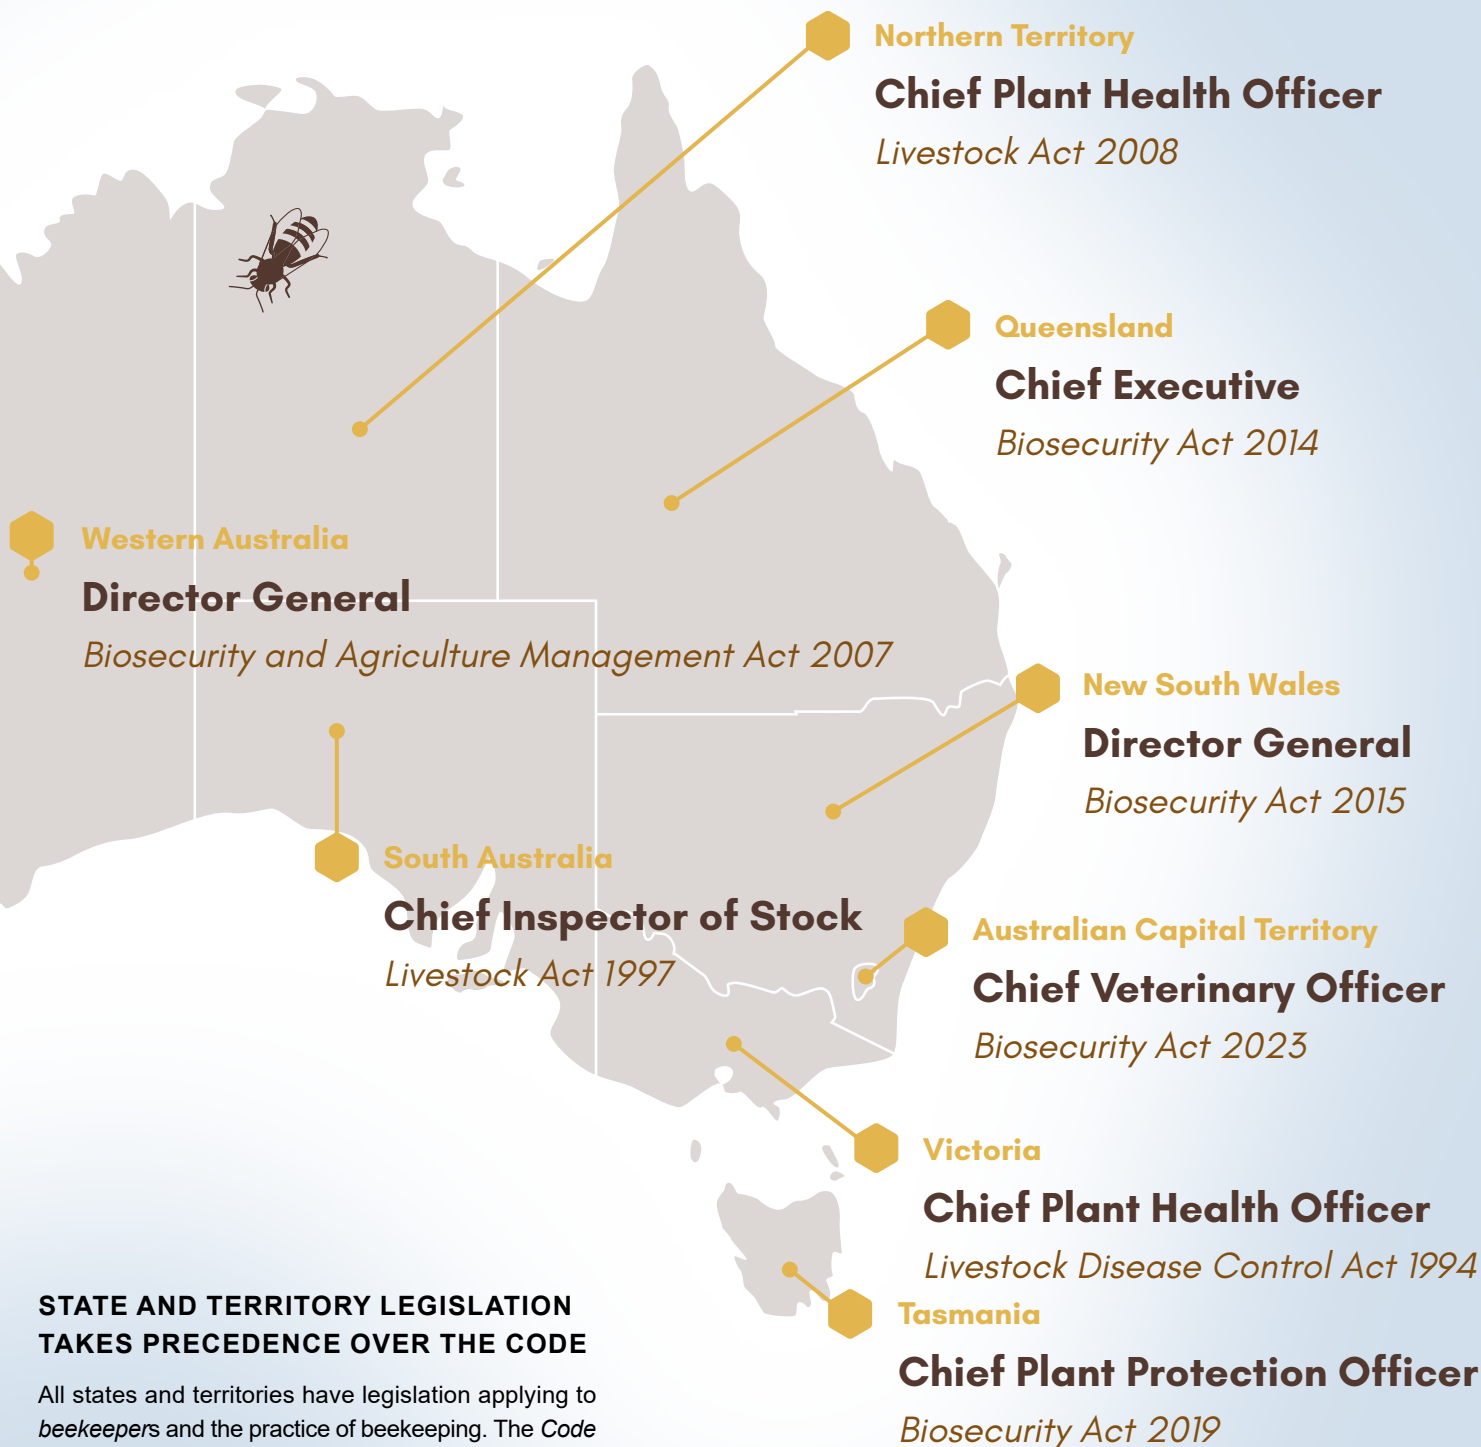 Northern Territory
Chief Plant Health Officer
Livestock Act 2008
Queensland
Chief Executive
Biosecurity Act 2014
Western Australia
Director General
Biosecurity and Agriculture Management Act 2007
New South Wales
Director General
Biosecurity Act 2015
South Australia
Chief Inspector of Stock
Livestock Act 1997
Australian Capital Territory
Chief Veterinary Officer
Biosecurity Act 2023
Victoria
Chief Plant Health Officer
Livestock Disease Control Act 1994
Tasmania
Chief Plant Protection Officer
Biosecurity Act 2019
STATE AND TERRITORY LEGISLATION
TAKES PRECEDENCE OVER THE CODE
All states and territories have legislation applying to
beekeepers and the practice of beekeeping. The Code